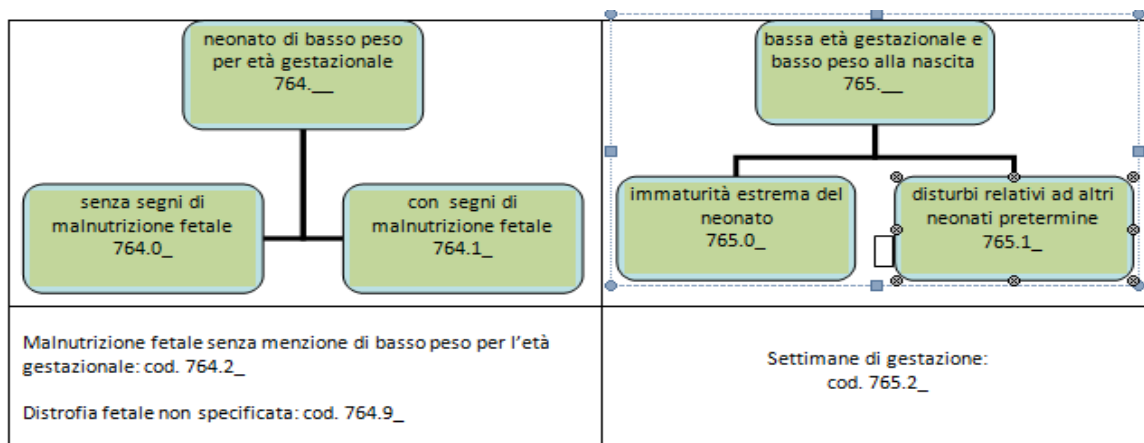 neonato di basso peso
per età gestazionale
764.__
senza segni di
malnutrizione fetale
764.0_
con segni di
malnutrizione fetale
764.1_
bassa età gestazionale e
basso peso alla nascita
765.__
immaturità estrema del
neonato
765.0_
disturbi relativi ad altri
neonati pretermine
765.1_
Malnutrizione fetale senza menzione di basso peso per l'età
gestazionale: cod. 764.2_
Distrofia fetale non specificata: cod. 764.9_
Settimane di gestazione:
cod. 765.2_